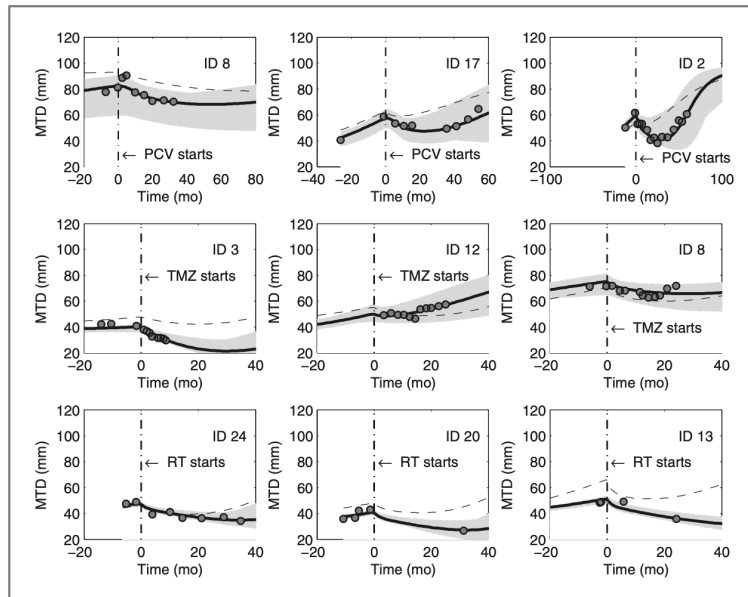 MTD (mm)
120
100
80
60
40
20
ID 8
← PCV starts
−20 0 20 40 60 80
Time (mo)
MTD (mm)
120
100
80
60
40
20
ID 17
← PCV starts
−40 −20 0 20 40 60
Time (mo)
MTD (mm)
120
100
80
60
40
20
ID 2
← PCV starts
−100 0 100
Time (mo)
MTD (mm)
120
100
80
60
40
20
ID 3
← TMZ starts
−20 0 20 40
Time (mo)
MTD (mm)
120
100
80
60
40
20
ID 12
← TMZ starts
−20 0 20 40
Time (mo)
MTD (mm)
120
100
80
60
40
20
ID 8
← TMZ starts
−20 0 20 40
Time (mo)
MTD (mm)
120
100
80
60
40
20
ID 24
← RT starts
−20 0 20 40
Time (mo)
MTD (mm)
120
100
80
60
40
20
ID 20
← RT starts
−20 0 20 40
Time (mo)
MTD (mm)
120
100
80
60
40
20
ID 13
← RT starts
−20 0 20 40
Time (mo)